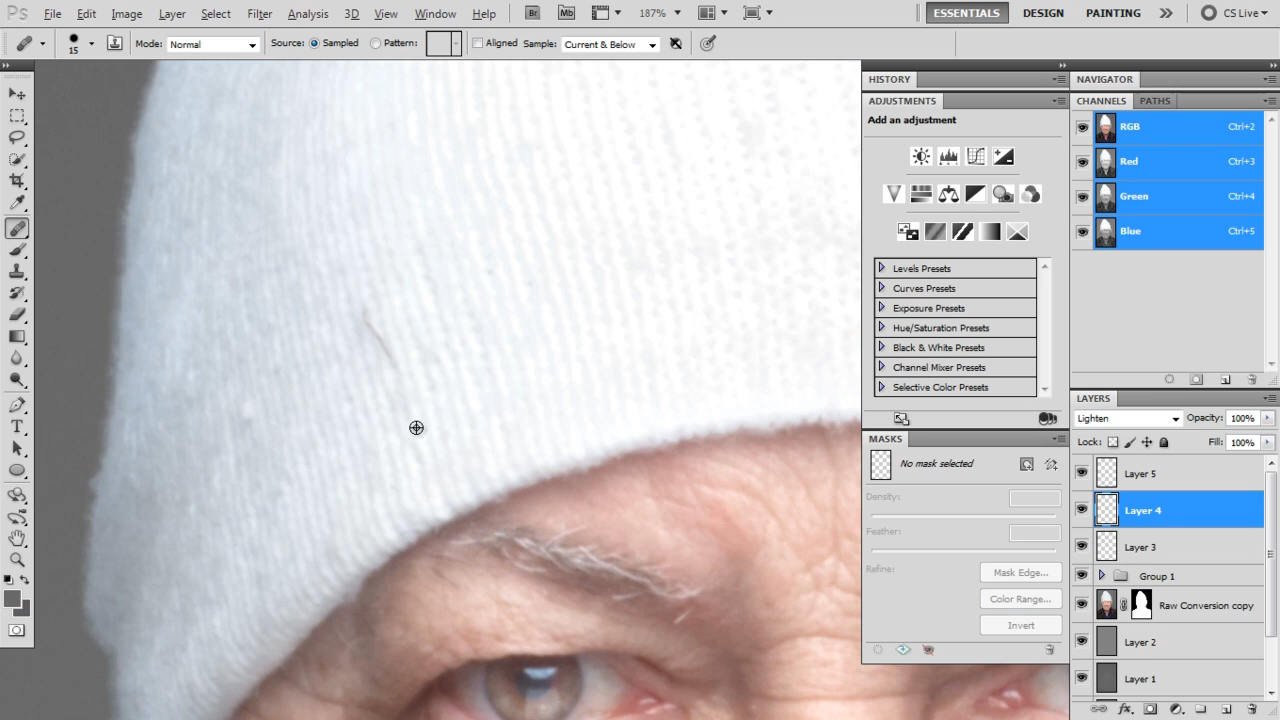 Ps File Edit Image Layer Select Filter Analysis 3D View Window Help Br Mb 187% ESSENTIALS DESIGN PAINTING CS Live
15 Mode: Normal Source: Sampled Pattern: Aligned Sample: Current & Below
HISTORY
ADJUSTMENTS
Add an adjustment
Levels Presets
Curves Presets
Exposure Presets
Hue/Saturation Presets
Black & White Presets
Channel Mixer Presets
Selective Color Presets
MASKS
No mask selected
Density:
Feather:
Refine:
Mask Edge...
Color Range...
Invert
NAVIGATOR
CHANNELS PATHS
RGB Ctrl+2
Red Ctrl+3
Green Ctrl+4
Blue Ctrl+5
LAYERS
Lighten Opacity: 100%
Lock: Fill: 100%
Layer 5
Layer 4
Layer 3
Group 1
Raw Conversion copy
Layer 2
Layer 1